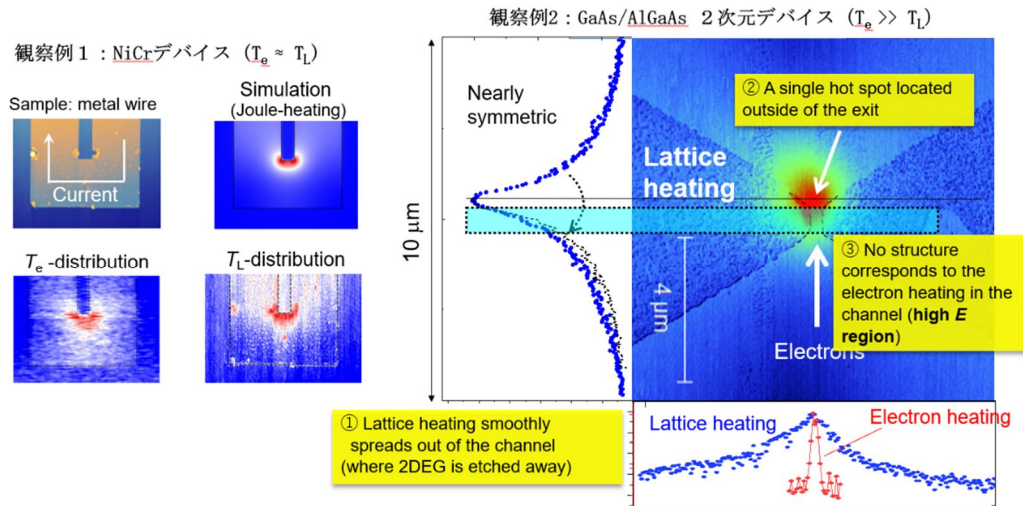 観察例1：NiCrデバイス (Te ≈ TL)
Sample: metal wire
Current
Simulation
(Joule-heating)
Te -distribution
TL-distribution
観察例2：GaAs/AlGaAs ２次元デバイス (Te >> TL)
10 μm
Nearly
symmetric
Lattice
heating
② A single hot spot located
outside of the exit
③ No structure
corresponds to the
electron heating in the
channel (high E
region)
4 μm
Electrons
① Lattice heating smoothly
spreads out of the channel
(where 2DEG is etched away)
Lattice heating
Electron heating